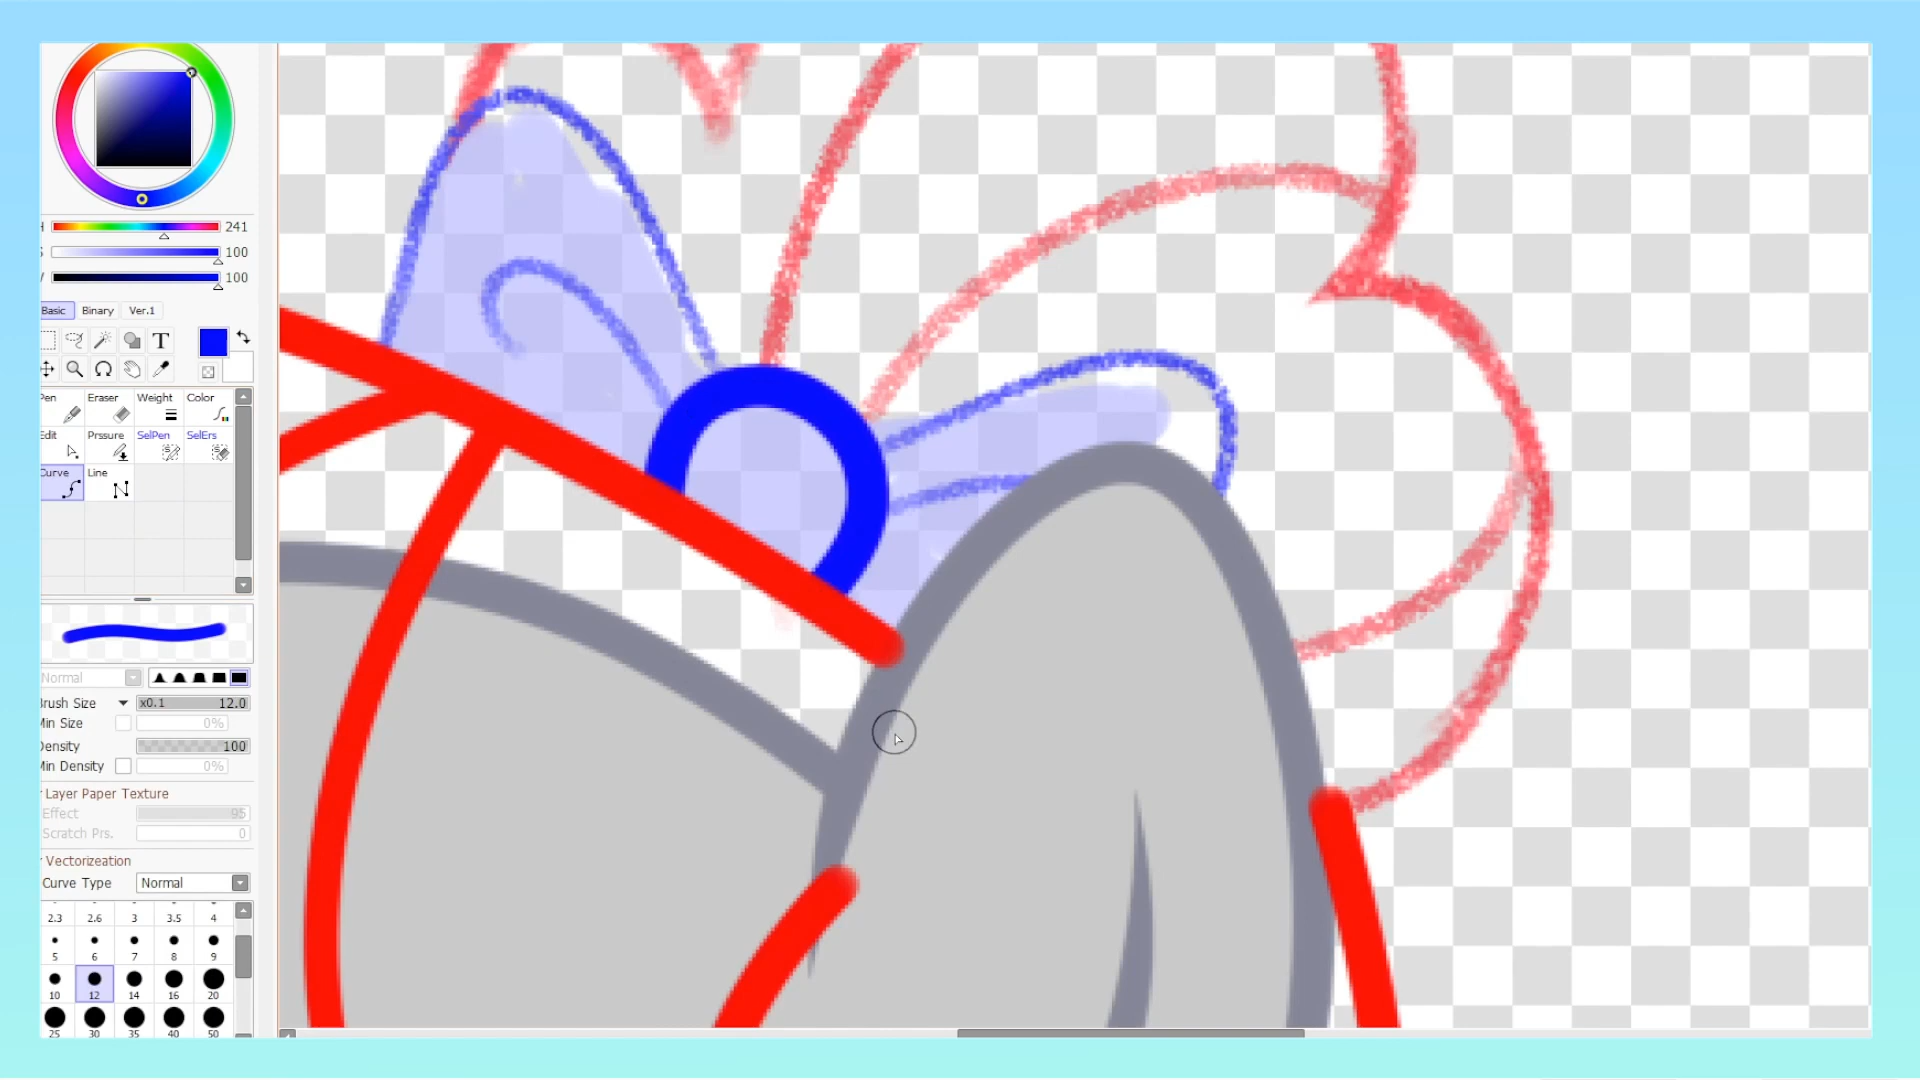 241
100
100
Basic Binary Ver.1
T
Pen Eraser Weight Color
Edit Prssure SelPen SelErs
Curve Line
Normal
Brush Size x0.1 12.0
Min Size 0%
Density 100
Min Density 0%
Layer Paper Texture
Effect 95
Scratch Prs. 0
Vectorizeation
Curve Type Normal
2.3 2.6 3 3.5 4
5 6 7 8 9
10 12 14 16 20
25 30 35 40 50